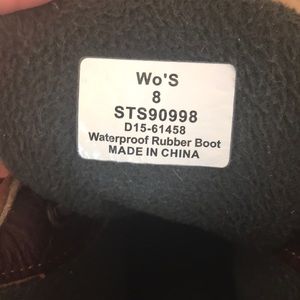 Wo'S
8
STS90998
D15-61458
Waterproof Rubber Boot
MADE IN CHINA